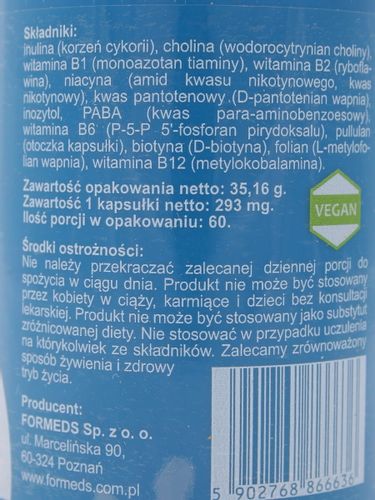 Składniki:
inulina (korzeń cykorii), cholina (wodorocytrynian choliny),
witamina B1 (monoazotan tiaminy), witamina B2 (rybofla-
wina), niacyna (amid kwasu nikotynowego, kwas
nikotynowy), kwas pantotenowy (D-pantotenian wapnia),
inozytol, PABA (kwas para-aminobenzoesowy),
witamina B6 (P-5-P 5'-fosforan pirydoksalu), pullulan
(otoczka kapsułki), biotyna (D-biotyna), folian (L-metylofo-
lian wapnia), witamina B12 (metylokobalamina).
Zawartość opakowania netto: 35,16 g.
Zawartość 1 kapsułki netto: 293 mg.
Ilość porcji w opakowaniu: 60.
VEGAN
Środki ostrożności:
Nie należy przekraczać zalecanej dziennej porcji do
spożycia w ciągu dnia. Produkt nie może być stosowany
przez kobiety w ciąży, karmiące i dzieci bez konsultacji
lekarskiej. Produkt nie może być stosowany jako substytut
zróżnicowanej diety. Nie stosować w przypadku uczulenia
na którykolwiek ze składników. Zalecamy zrównoważony
sposób żywienia i zdrowy
tryb życia.
Producent:
FORMEDS Sp. z o. o.
ul. Marcelińska 90,
60-324 Poznań
www.formeds.com.pl
5 902768 866636